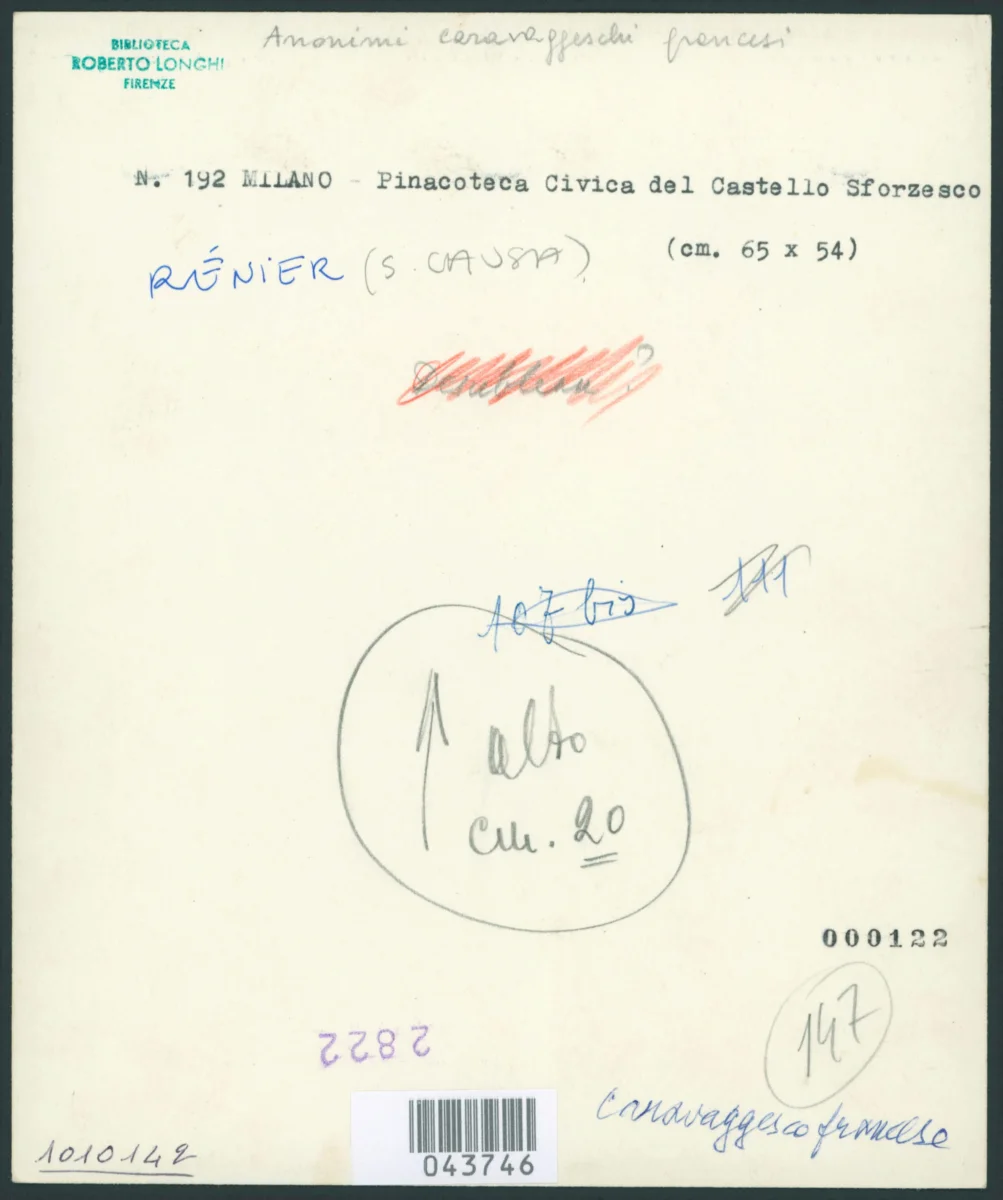 BIBLIOTECA
ROBERTO LONGHI
FIRENZE
Anonimi caravaggeschi francesi
N. 192 MILANO - Pinacoteca Civica del Castello Sforzesco
(cm. 65 x 54)
RÉNIER (S. CAUSA)
?
107 bis
111
↑ alto
cm. 20
000122
147
2822
caravaggesco francese
043746
1010142